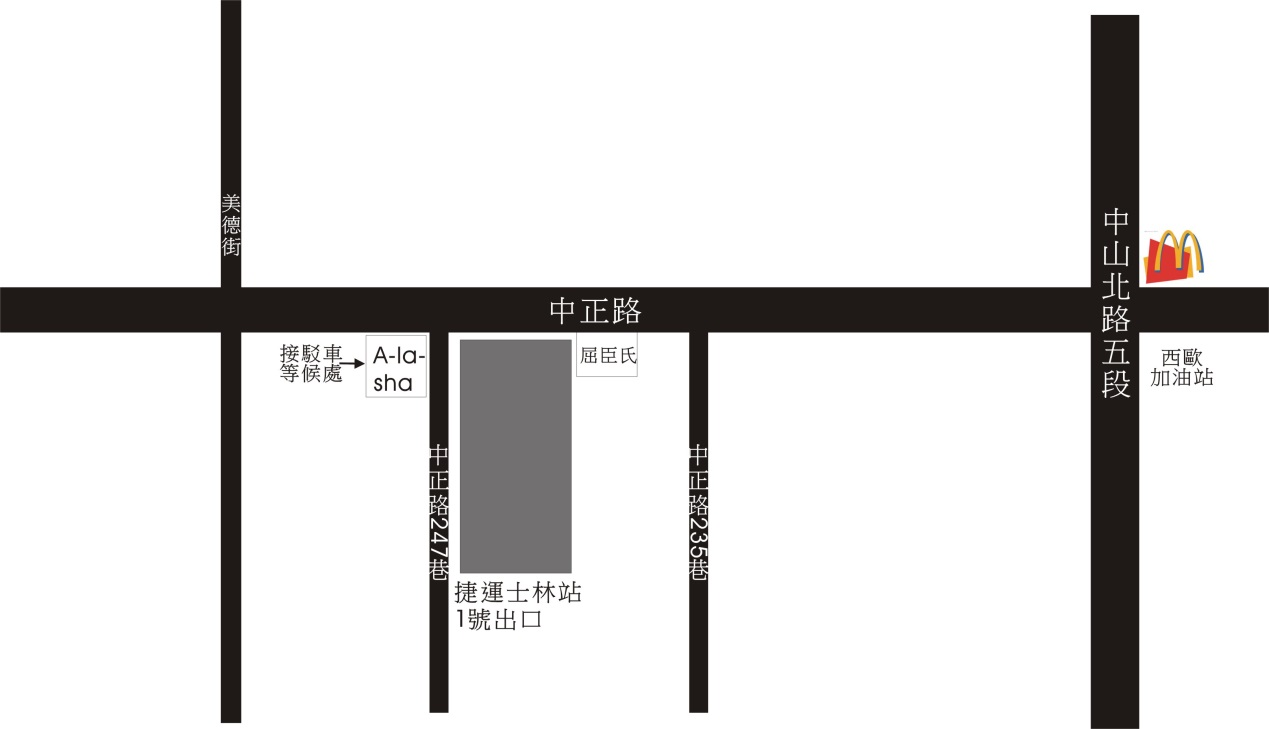 美德街
中正路
中山北路五段
接駁車
等候處
A-la-
sha
屈臣氏
西歐
加油站
中正路247巷
中正路235巷
捷運士林站
1號出口